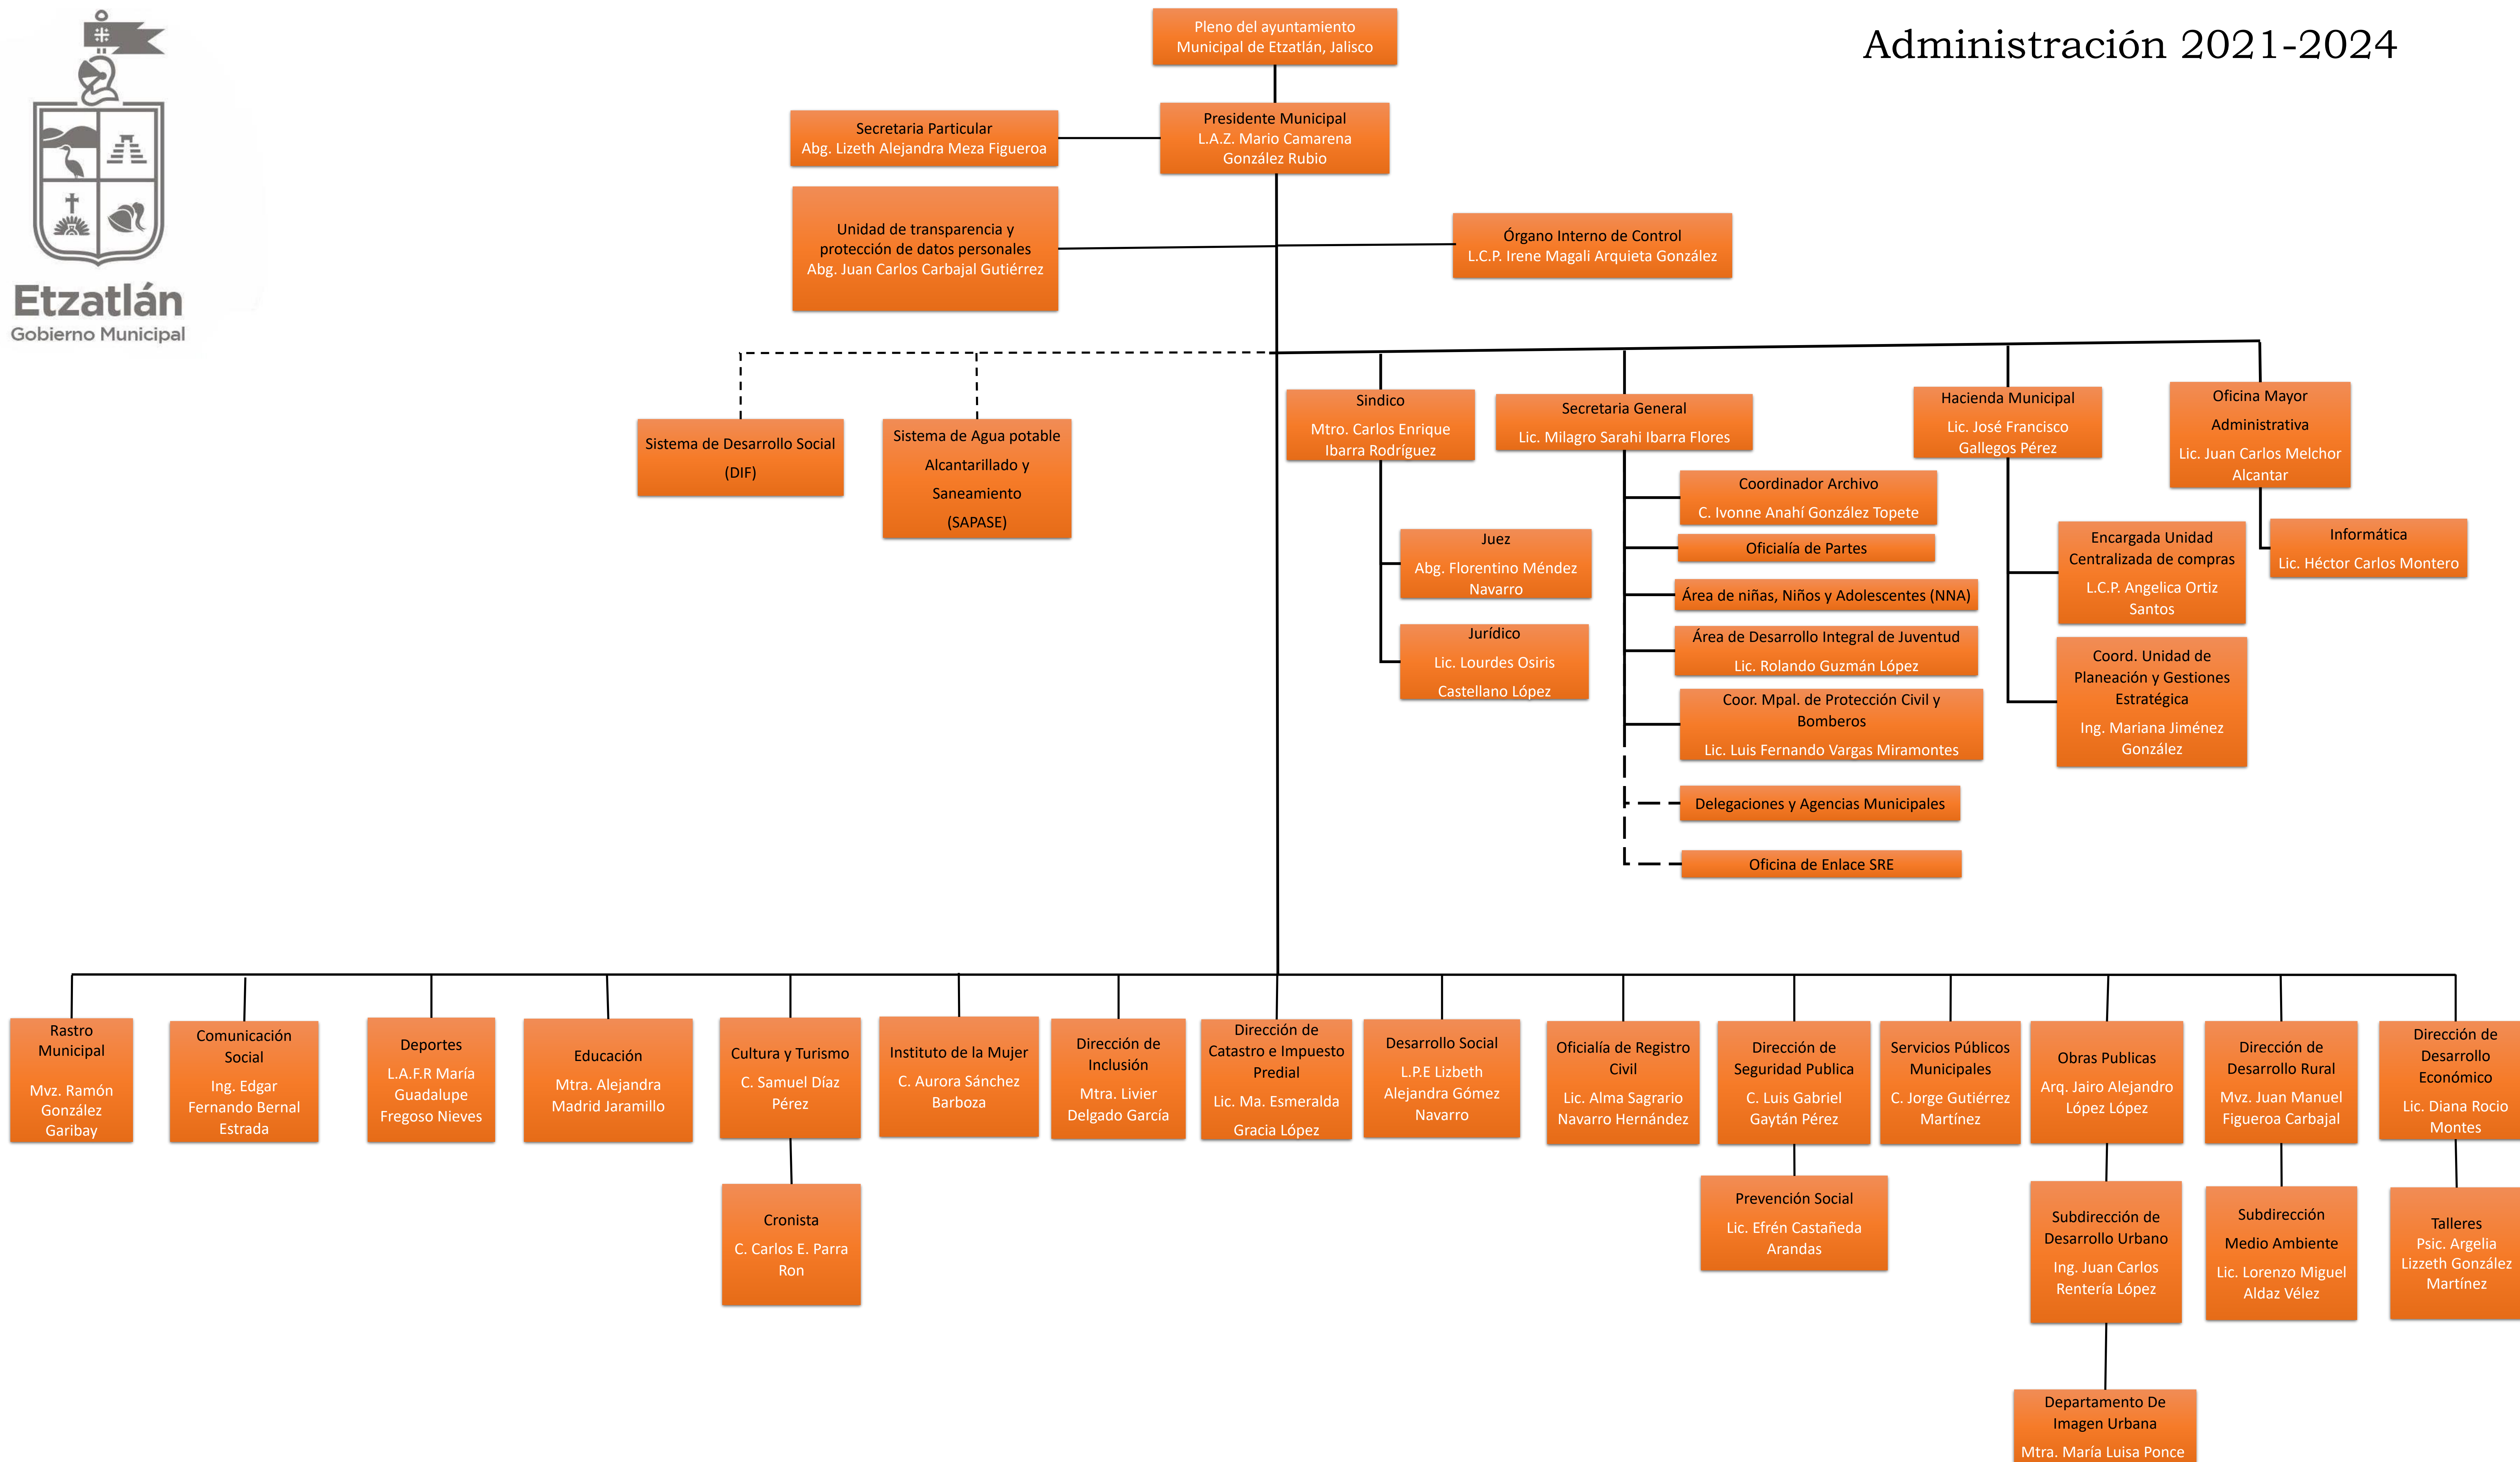 Administración 2021-2024
Etzatlán
Gobierno Municipal
Pleno del ayuntamiento
Municipal de Etzatlán, Jalisco
Secretaria Particular
Abg. Lizeth Alejandra Meza Figueroa
Presidente Municipal
L.A.Z. Mario Camarena
González Rubio
Unidad de transparencia y
protección de datos personales
Abg. Juan Carlos Carbajal Gutiérrez
Órgano Interno de Control
L.C.P. Irene Magali Arquieta González
Sistema de Desarrollo Social
(DIF)
Sistema de Agua potable
Alcantarillado y
Saneamiento
(SAPASE)
Sindico
Mtro. Carlos Enrique
Ibarra Rodríguez
Juez
Abg. Florentino Méndez
Navarro
Jurídico
Lic. Lourdes Osiris
Castellano López
Secretaria General
Lic. Milagro Sarahi Ibarra Flores
Coordinador Archivo
C. Ivonne Anahí González Topete
Oficialía de Partes
Área de niñas, Niños y Adolescentes (NNA)
Área de Desarrollo Integral de Juventud
Lic. Rolando Guzmán López
Coor. Mpal. de Protección Civil y
Bomberos
Lic. Luis Fernando Vargas Miramontes
Delegaciones y Agencias Municipales
Oficina de Enlace SRE
Hacienda Municipal
Lic. José Francisco
Gallegos Pérez
Encargada Unidad
Centralizada de compras
L.C.P. Angelica Ortiz
Santos
Coord. Unidad de
Planeación y Gestiones
Estratégica
Ing. Mariana Jiménez
González
Oficina Mayor
Administrativa
Lic. Juan Carlos Melchor
Alcantar
Informática
Lic. Héctor Carlos Montero
Rastro
Municipal
Mvz. Ramón
González
Garibay
Comunicación
Social
Ing. Edgar
Fernando Bernal
Estrada
Deportes
L.A.F.R María
Guadalupe
Fregoso Nieves
Educación
Mtra. Alejandra
Madrid Jaramillo
Cultura y Turismo
C. Samuel Díaz
Pérez
Cronista
C. Carlos E. Parra
Ron
Instituto de la Mujer
C. Aurora Sánchez
Barboza
Dirección de
Inclusión
Mtra. Livier
Delgado García
Dirección de
Catastro e Impuesto
Predial
Lic. Ma. Esmeralda
Gracia López
Desarrollo Social
L.P.E Lizbeth
Alejandra Gómez
Navarro
Oficialía de Registro
Civil
Lic. Alma Sagrario
Navarro Hernández
Dirección de
Seguridad Publica
C. Luis Gabriel
Gaytán Pérez
Prevención Social
Lic. Efrén Castañeda
Arandas
Servicios Públicos
Municipales
C. Jorge Gutiérrez
Martínez
Obras Publicas
Arq. Jairo Alejandro
López López
Subdirección de
Desarrollo Urbano
Ing. Juan Carlos
Rentería López
Departamento De
Imagen Urbana
Mtra. María Luisa Ponce
Dirección de
Desarrollo Rural
Mvz. Juan Manuel
Figueroa Carbajal
Subdirección
Medio Ambiente
Lic. Lorenzo Miguel
Aldaz Vélez
Dirección de
Desarrollo
Económico
Lic. Diana Rocio
Montes
Talleres
Psic. Argelia
Lizzeth González
Martínez